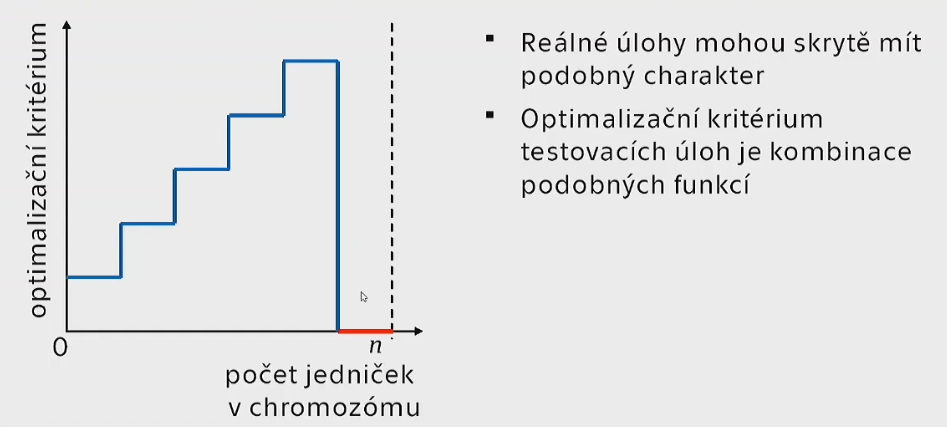 optimalizační kritérium
0
n
počet jedniček
v chromozómu
▪ Reálné úlohy mohou skrytě mít
podobný charakter
▪ Optimalizační kritérium
testovacích úloh je kombinace
podobných funkcí